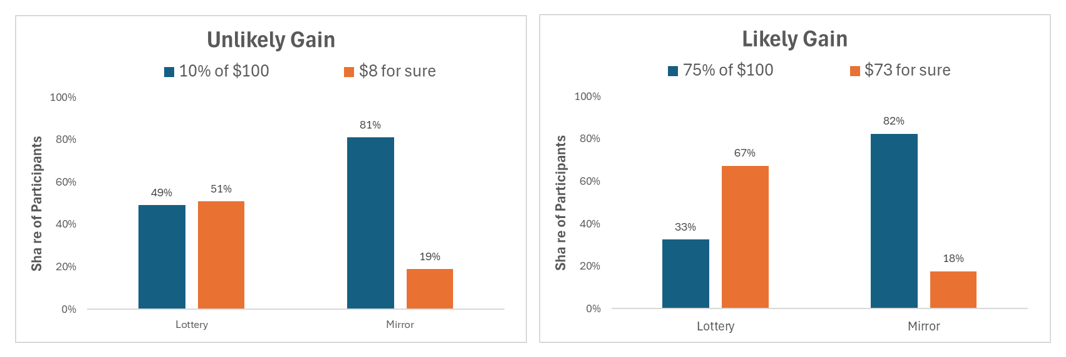 Unlikely Gain
10% of $100 $8 for sure
Sha re of Participants
100%
80%
60%
40%
20%
0%
49% 51% 81% 19%
Lottery Mirror
Likely Gain
75% of $100 $73 for sure
Sha re of Participants
100%
80%
60%
40%
20%
0%
33% 67% 82% 18%
Lottery Mirror